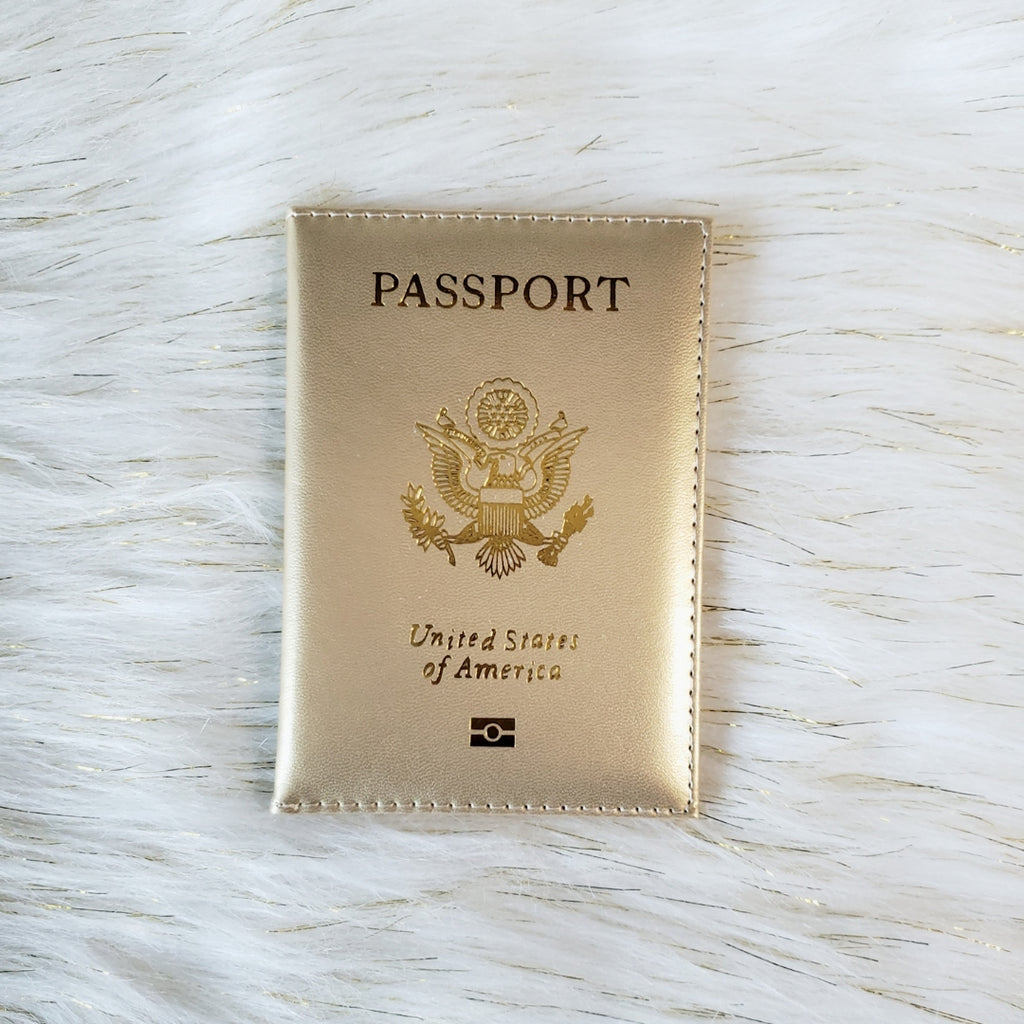 PASSPORT
United States
of America